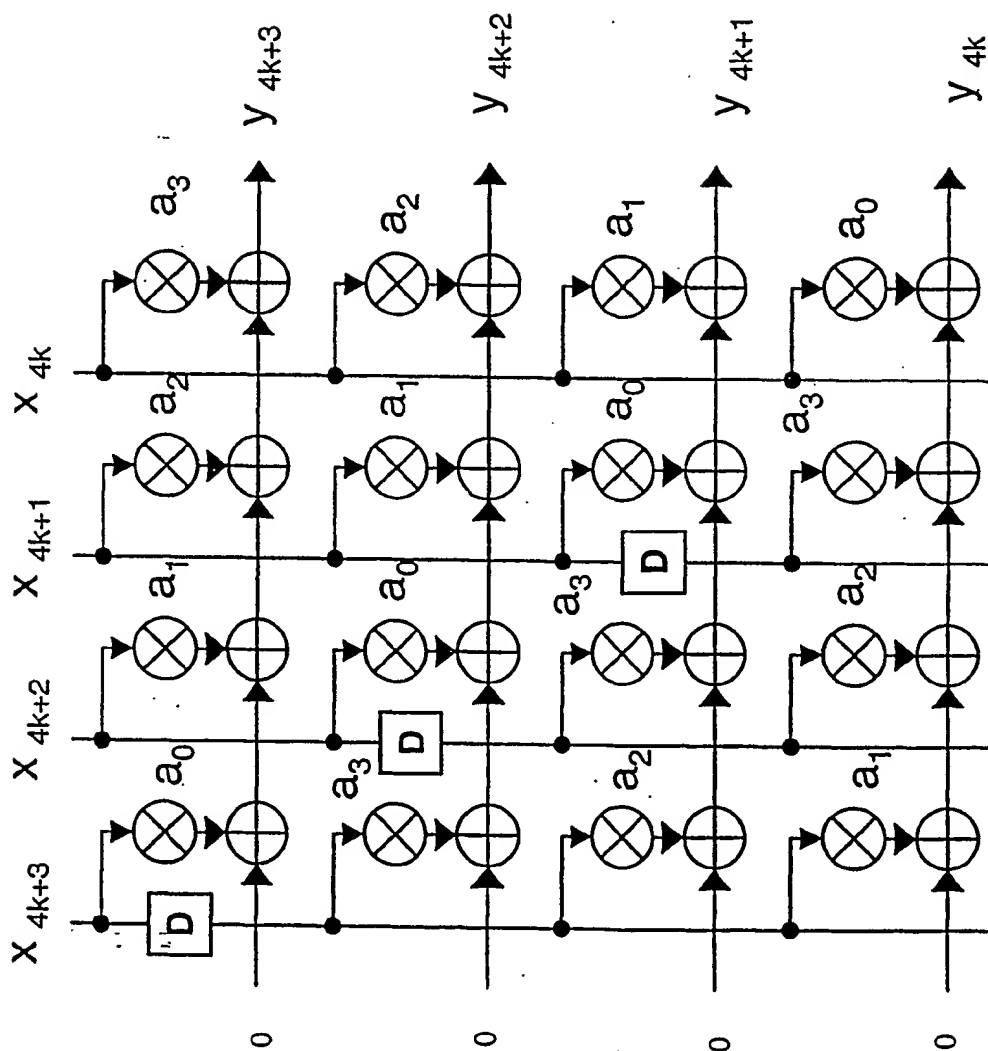 X 4k+3 X 4k+2 X 4k+1 X 4k
a0 a1 a2 a3
D
0 y 4k+3
a3 a0 a1 a2
D
0 y 4k+2
a2 a3 a0 a1
D
0 y 4k+1
a1 a2 a3 a0
0 y 4k